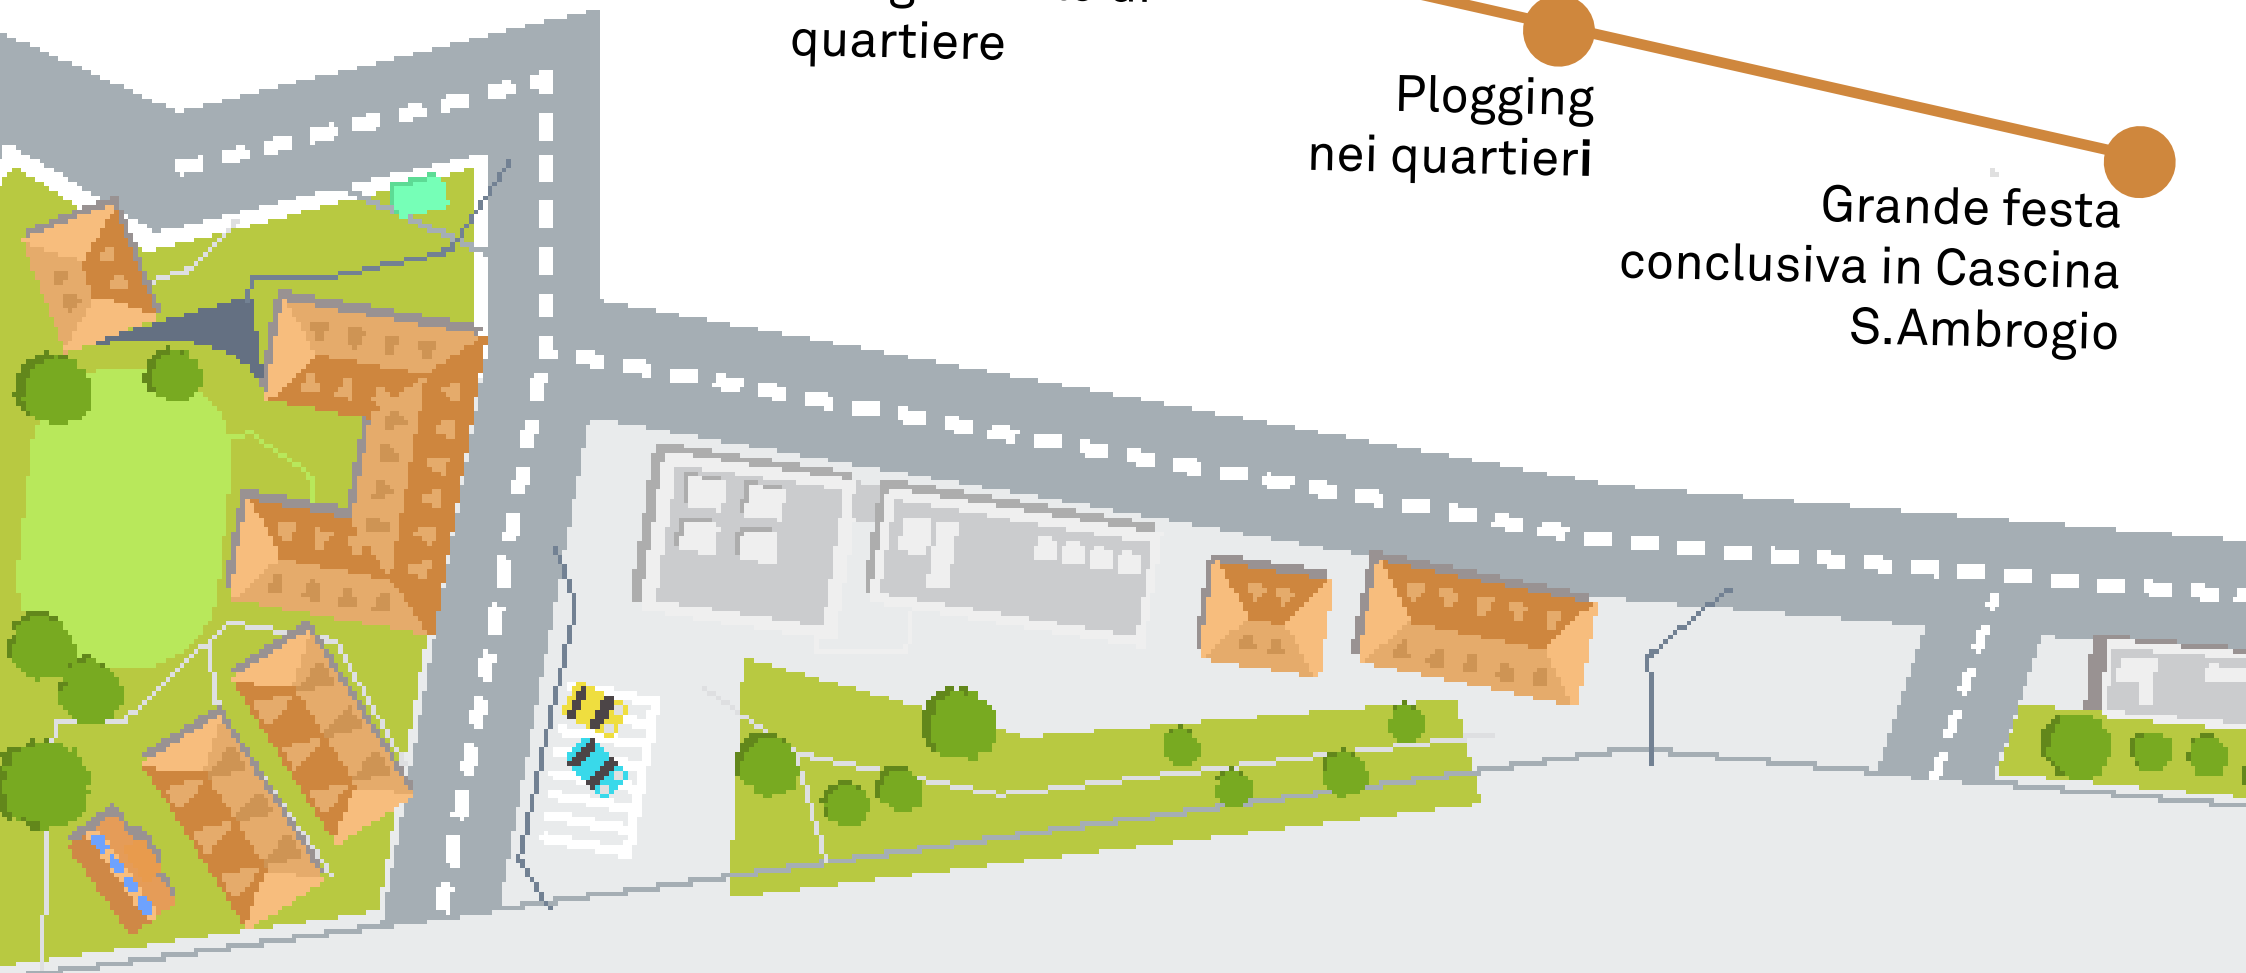 quartiere
Plogging
nei quartieri
Grande festa
conclusiva in Cascina
S.Ambrogio